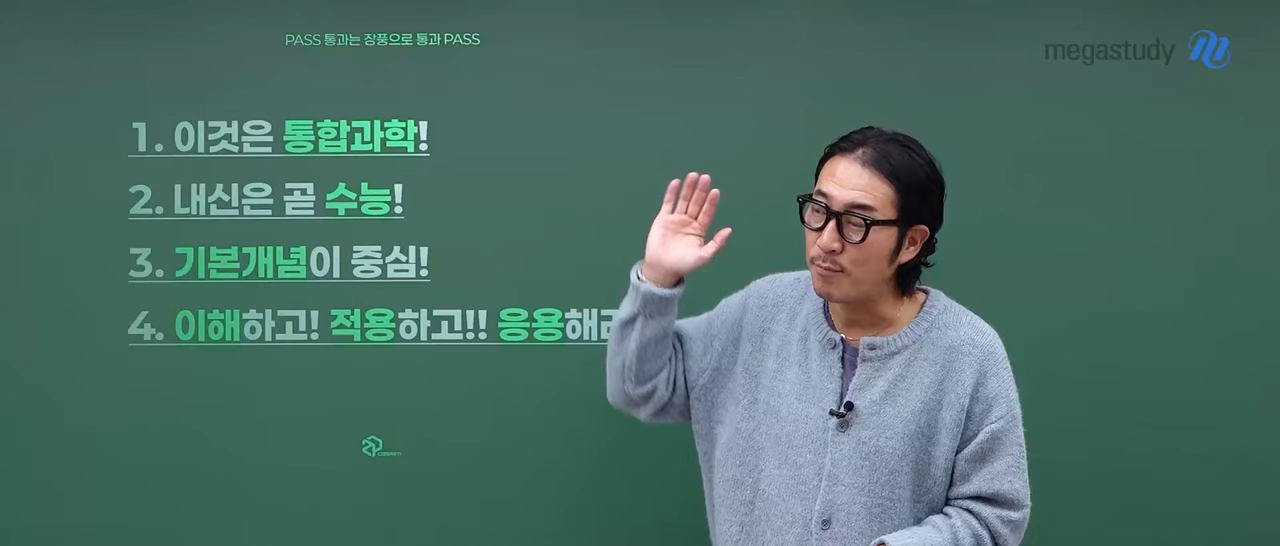 PASS 통과는 장풍으로 통과 PASS
megastudy
1. 이것은 통합과학!
2. 내신은 곧 수능!
3. 기본개념이 중심!
4. 이해하고! 적용하고!! 응용해